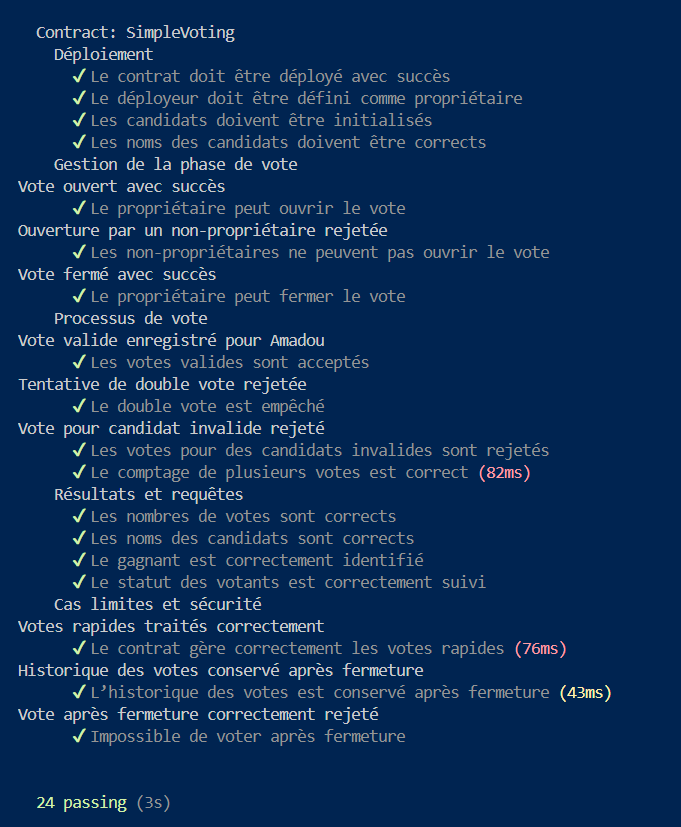 Contract: SimpleVoting
Déploiement
✓ Le contrat doit être déployé avec succès
✓ Le déployeur doit être défini comme propriétaire
✓ Les candidats doivent être initialisés
✓ Les noms des candidats doivent être corrects
Gestion de la phase de vote
Vote ouvert avec succès
✓ Le propriétaire peut ouvrir le vote
Ouverture par un non-propriétaire rejetée
✓ Les non-propriétaires ne peuvent pas ouvrir le vote
Vote fermé avec succès
✓ Le propriétaire peut fermer le vote
Processus de vote
Vote valide enregistré pour Amadou
✓ Les votes valides sont acceptés
Tentative de double vote rejetée
✓ Le double vote est empêché
Vote pour candidat invalide rejeté
✓ Les votes pour des candidats invalides sont rejetés
✓ Le comptage de plusieurs votes est correct (82ms)
Résultats et requêtes
✓ Les nombres de votes sont corrects
✓ Les noms des candidats sont corrects
✓ Le gagnant est correctement identifié
✓ Le statut des votants est correctement suivi
Cas limites et sécurité
Votes rapides traités correctement
✓ Le contrat gère correctement les votes rapides (76ms)
Historique des votes conservé après fermeture
✓ L’historique des votes est conservé après fermeture (43ms)
Vote après fermeture correctement rejeté
✓ Impossible de voter après fermeture
24 passing (3s)